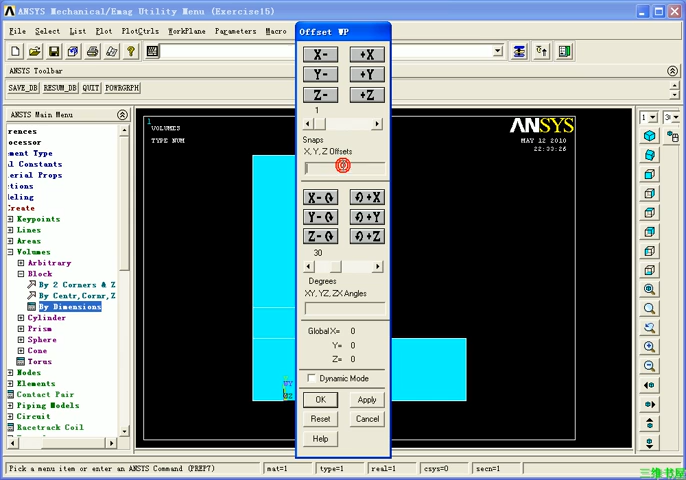 ANSYS Mechanical/Emag Utility Menu (Exercise15)
File Select List Plot PlotCtrls WorkPlane Parameters Macro
ANSYS Toolbar
SAVE_DB RESUM_DB QUIT POWRGRPH
ANSYS Main Menu
rences
ocessor
ement Type
al Constants
erial Props
tions
eling
reate
Keypoints
Lines
Areas
Volumes
Arbitrary
Block
By 2 Corners & Z
By Centr,Cornr,Z
By Dimensions
Cylinder
Prism
Sphere
Cone
Torus
Nodes
Elements
Contact Pair
Piping Models
Circuit
Racetrack Coil
1
VOLUMES
TYPE NUM
ANSYS
MAY 12 2010
22:33:26
WY
WX
Offset WP
X- +X
Y- +Y
Z- +Z
1
Snaps
X, Y, Z Offsets
X- +X
Y- +Y
Z- +Z
30
Degrees
XY, YZ, ZX Angles
Global X= 0
Y= 0
Z= 0
Dynamic Mode
OK Apply
Reset Cancel
Help
1
Pick a menu item or enter an ANSYS Command (PREP7) mat=1 type=1 real=1 csys=0 secn=1
三维书屋